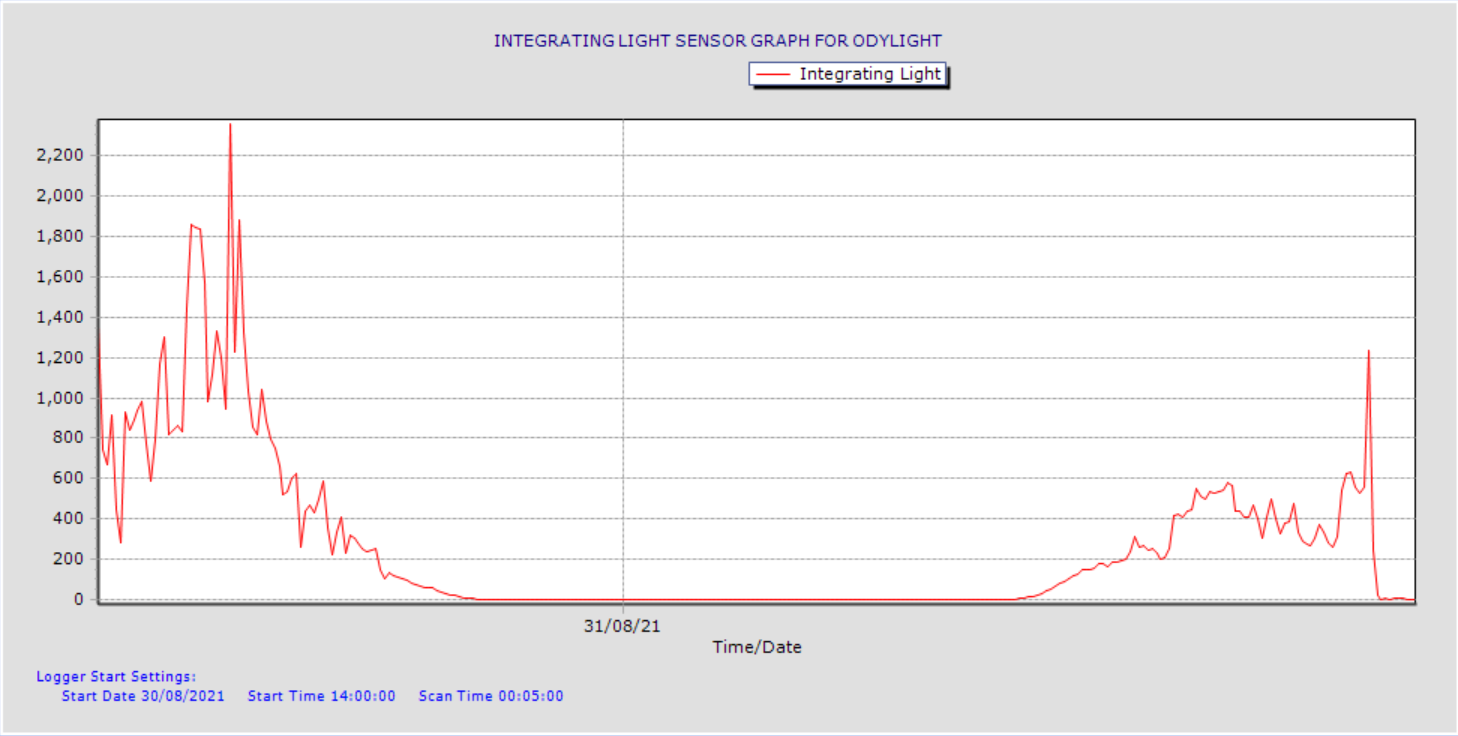 INTEGRATING LIGHT SENSOR GRAPH FOR ODYLIGHT
Integrating Light
2,200
2,000
1,800
1,600
1,400
1,200
1,000
800
600
400
200
0
31/08/21
Time/Date
Logger Start Settings:
Start Date 30/08/2021 Start Time 14:00:00 Scan Time 00:05:00